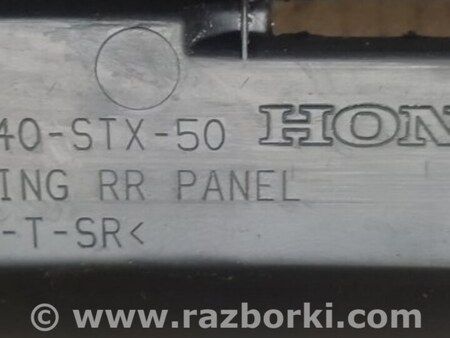 40-STX-50 HON
ING RR PANEL
-T-SR<
© www.razborki.com